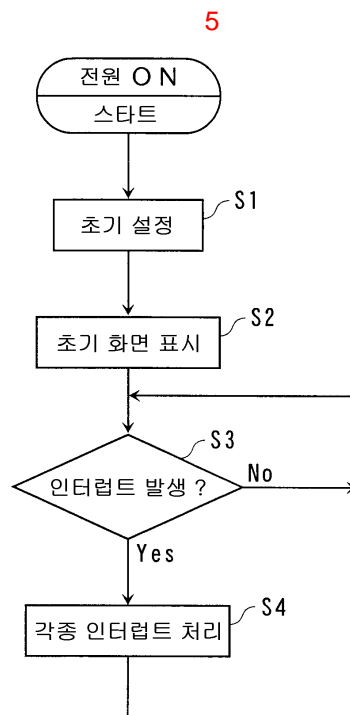 5
전원 ON
스타트
초기 설정
S1
초기 화면 표시
S2
인터럽트 발생 ?
S3
No
Yes
각종 인터럽트 처리
S4